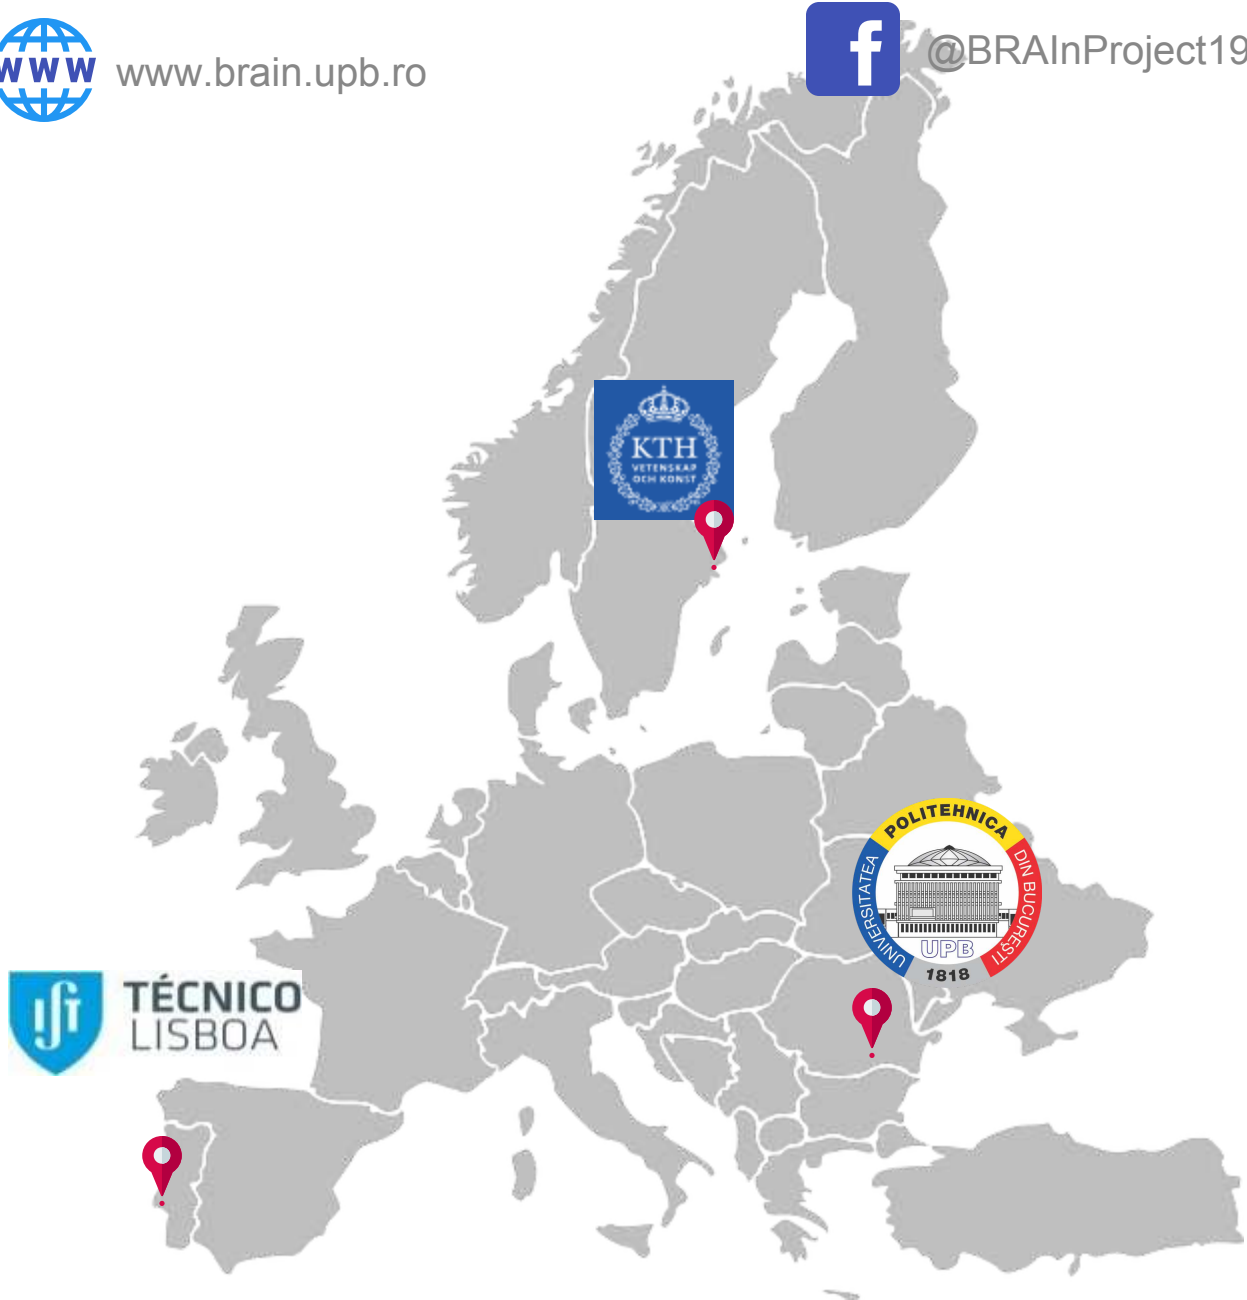 WWW
www.brain.upb.ro
f
@BRAInProject19
KTH
VETENSKAP
OCH KONST
UNIVERSITATEA
POLITEHNICA
DIN BUCUREȘTI
UPB
1818
TÉCNICO
LISBOA